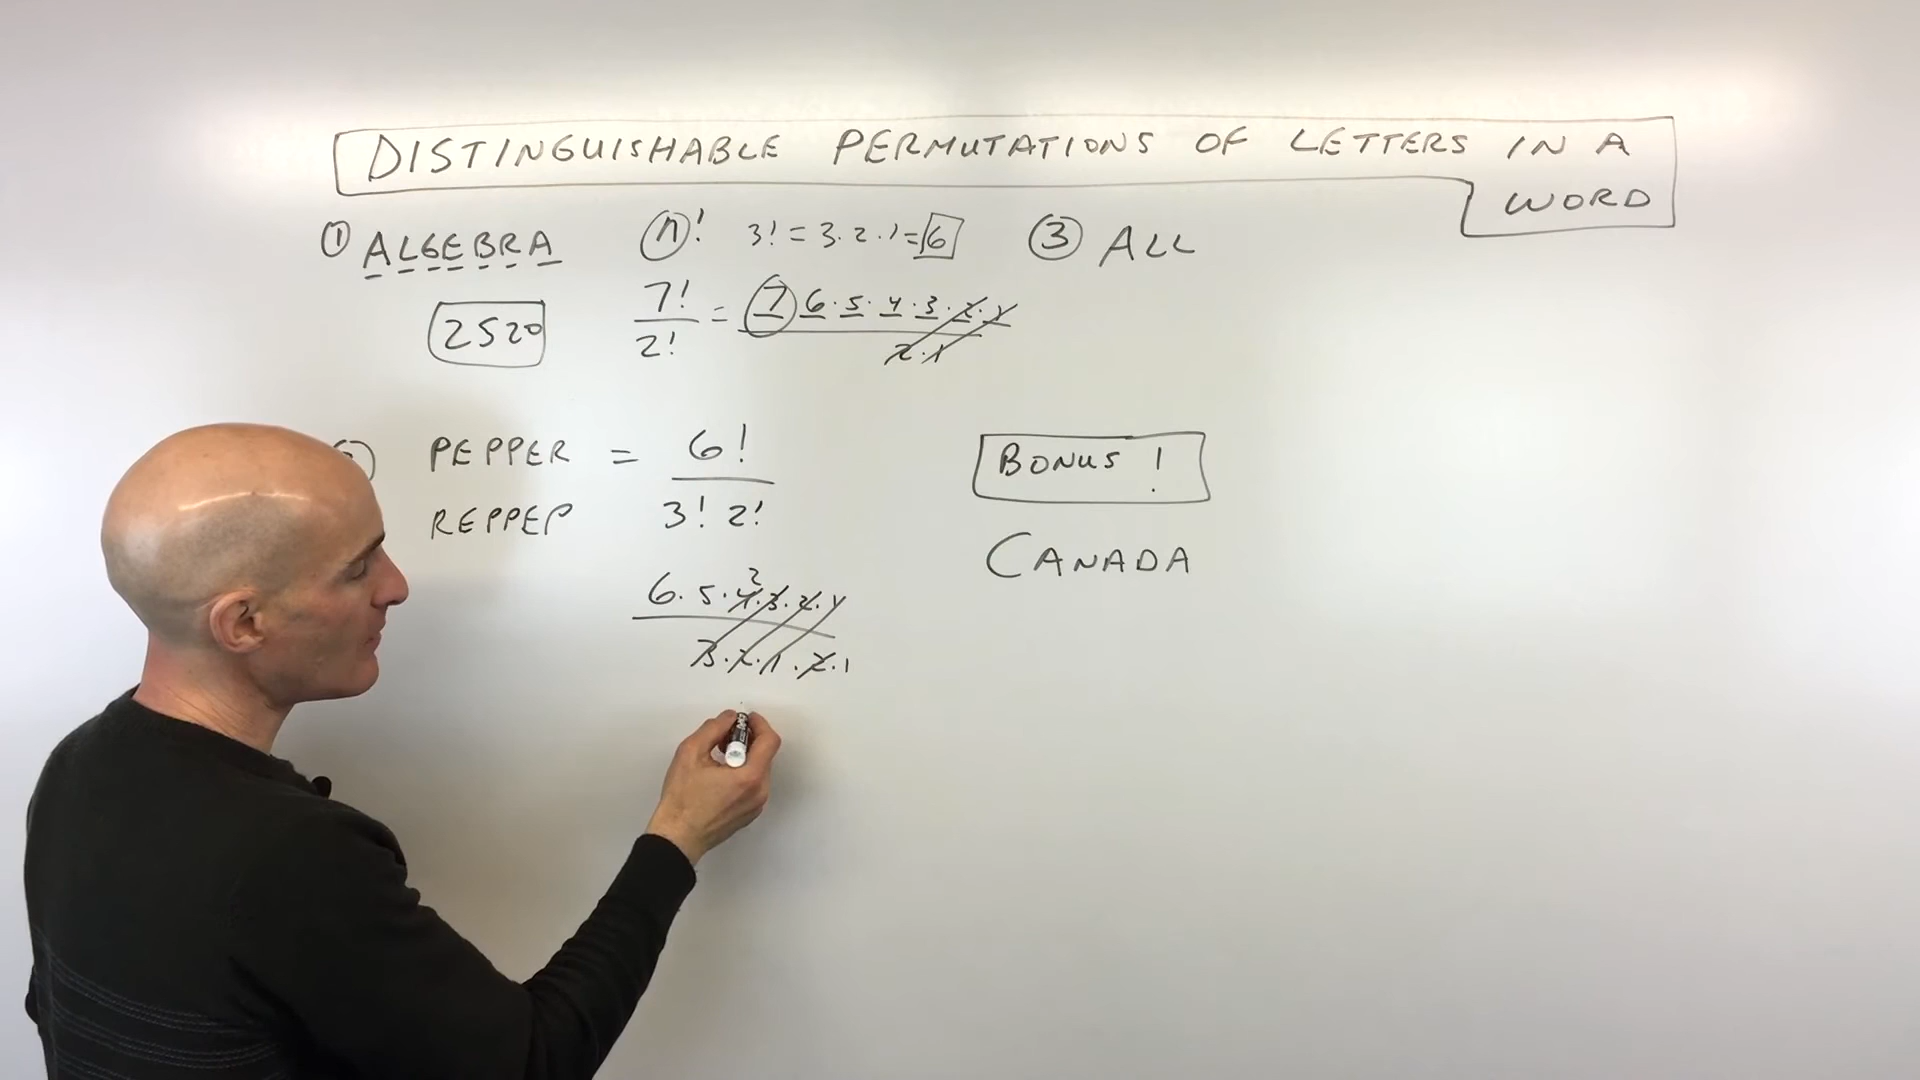 DISTINGUISHABLE PERMUTATIONS OF LETTERS IN A
WORD
① ALGEBRA
n! 3! = 3·2·1=6
③ ALL
2520
7!
2!
= 7 6·5·4·3·2·1
2·1
PEPPER = 6!
3! 2!
REPPEP
6·5·4·3·2·1
2
3·2·1·2·1
BONUS !
CANADA